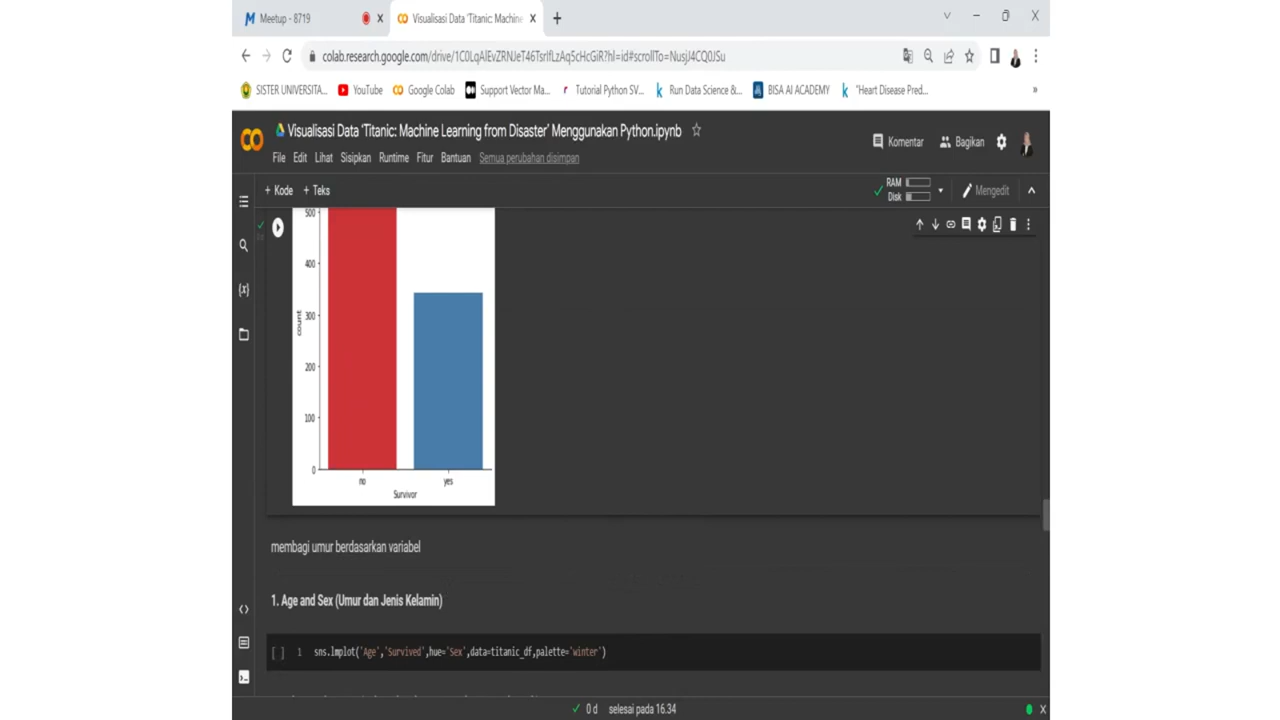 Meetup - 8719
Visualisasi Data 'Titanic: Machine
colab.research.google.com/drive/1C0LqAlEvZRNJeT46TsrlfLzAq5cHcGiR?hl=id#scrollTo=NusjJ4CQ0JSu
SISTER UNIVERSITA... YouTube Google Colab Support Vector Ma... Tutorial Python SV... Run Data Science &... BISA AI ACADEMY "Heart Disease Pred... »
Visualisasi Data 'Titanic: Machine Learning from Disaster' Menggunakan Python.ipynb
Komentar Bagikan
File Edit Lihat Sisipkan Runtime Fitur Bantuan Semua perubahan disimpan
+ Kode + Teks
RAM
Disk
Mengedit
500
400
300
200
100
0
count
no yes
Survivor
membagi umur berdasarkan variabel
1. Age and Sex (Umur dan Jenis Kelamin)
[ ] 1 sns.lmplot('Age','Survived',hue='Sex',data=titanic_df,palette='winter')
0 d selesai pada 16.34